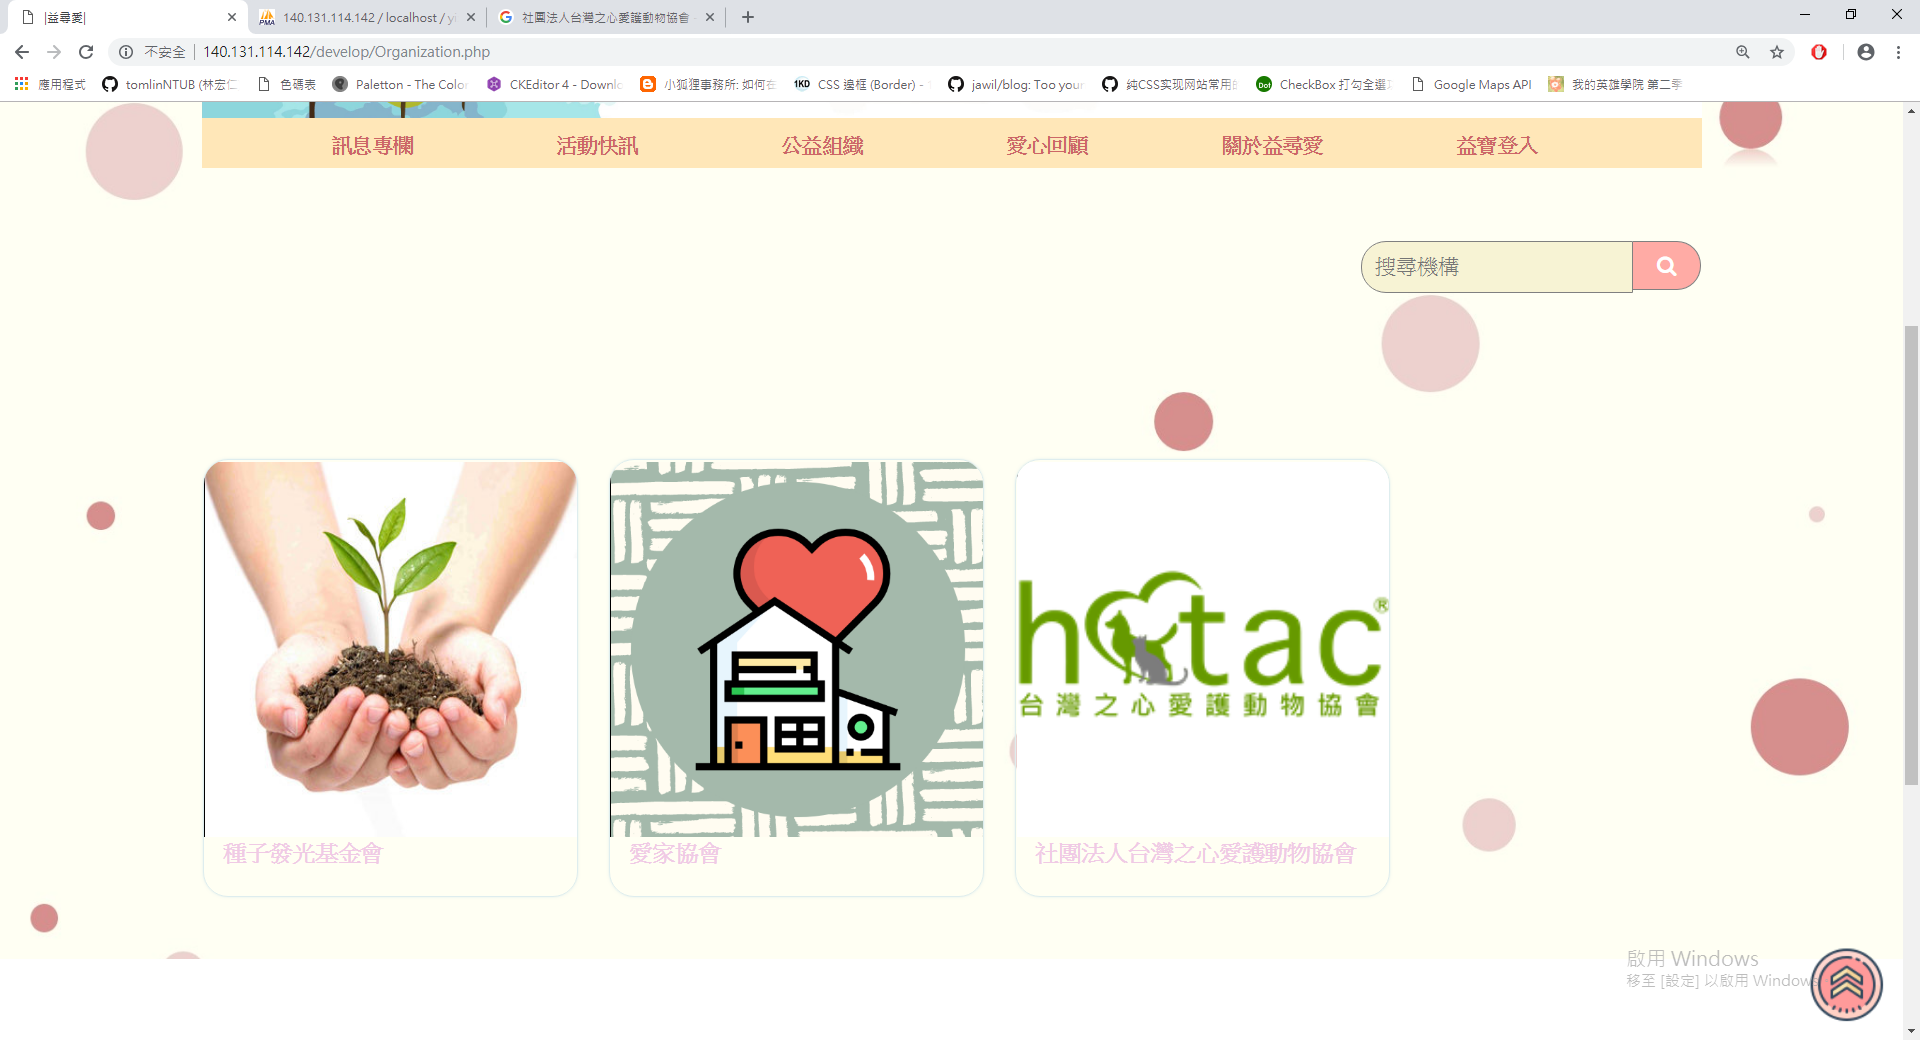 |益尋愛|
140.131.114.142 / localhost / yi
社團法人台灣之心愛護動物協會 -
不安全
140.131.114.142/develop/Organization.php
應用程式
tomlinNTUB (林宏仁
色碼表
Paletton - The Color
CKEditor 4 - Downlo
小狐狸事務所: 如何在
1KD
CSS 邊框 (Border) -
jawil/blog: Too your
純CSS实现网站常用的
Dof
CheckBox 打勾全選
Google Maps API
我的英雄學院 第二季
訊息專欄
活動快訊
公益組織
愛心回顧
關於益尋愛
益寶登入
搜尋機構
hotac®
台灣之心愛護動物協會
種子發光基金會
愛家協會
社團法人台灣之心愛護動物協會
啟用 Windows
移至 [設定] 以啟用 Windows